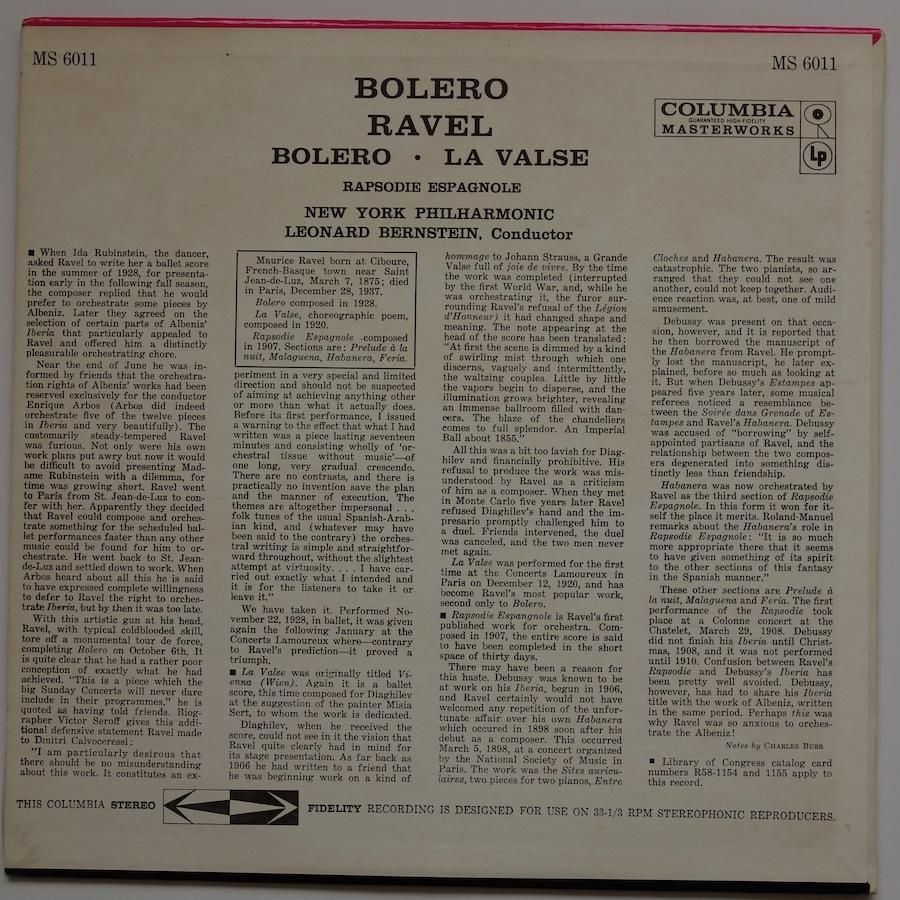 MS 6011
MS 6011
BOLERO
RAVEL
BOLERO · LA VALSE
RAPSODIE ESPAGNOLE
NEW YORK PHILHARMONIC
LEONARD BERNSTEIN, Conductor
COLUMBIA
GUARANTEED HIGH-FIDELITY
MASTERWORKS
Lp
■ When Ida Rubinstein, the dancer,
asked Ravel to write her a ballet score
in the summer of 1928, for presenta-
tion early in the following fall season,
the composer replied that he would
prefer to orchestrate some pieces by
Albeniz. Later they agreed on the
selection of certain parts of Albeniz'
Iberia that particularly appealed to
Ravel and offered him a distinctly
pleasurable orchestrating chore.
Near the end of June he was in-
formed by friends that the orchestra-
tion rights of Albeniz' works had been
reserved exclusively for the conductor
Enrique Arbos (Arbos did indeed
orchestrate five of the twelve pieces
in Iberia and very beautifully). The
customarily steady-tempered Ravel
was furious. Not only were his own
work plans put awry but now it would
be difficult to avoid presenting Mad-
ame Rubinstein with a dilemma, for
time was growing short. Ravel went
to Paris from St. Jean-de-Luz to con-
fer with her. Apparently they decided
that Ravel could compose and orches-
trate something for the scheduled bal-
let performances faster than any other
music could be found for him to or-
chestrate. He went back to St. Jean-
de-Luz and settled down to work. When
Arbos heard about all this he is said
to have expressed complete willingness
to defer to Ravel the right to orches-
trate Iberia, but by then it was too late.
With this artistic gun at his head,
Ravel, with typical coldblooded skill,
tore off a monumental tour de force,
completing Bolero on October 6th. It
is quite clear that he had a rather poor
conception of exactly what he had
achieved. "This is a piece which the
big Sunday Concerts will never dare
include in their programmes," he is
quoted as having told friends. Biog-
rapher Victor Seroff gives this addi-
tional defensive statement Ravel made
to Dmitri Calvoceressi:
"I am particularly desirous that
there should be no misunderstanding
about this work. It constitutes an ex-
Maurice Ravel born at Ciboure,
French-Basque town near Saint
Jean-de-Luz, March 7, 1875; died
in Paris, December 28, 1937.
Bolero composed in 1928.
La Valse, choreographic poem,
composed in 1920.
Rapsodie Espagnole composed
in 1907. Sections are: Prelude à la
nuit, Malaguena, Habanera, Feria.
periment in a very special and limited
direction and should not be suspected
of aiming at achieving anything other
or more than what it actually does.
Before its first performance, I issued
a warning to the effect that what I had
written was a piece lasting seventeen
minutes and consisting wholly of 'or-
chestral tissue without music'—of
one long, very gradual crescendo.
There are no contrasts, and there is
practically no invention save the plan
and the manner of execution. The
themes are altogether impersonal . . .
folk tunes of the usual Spanish-Arab-
ian kind, and (whatever may have
been said to the contrary) the orches-
tral writing is simple and straightfor-
ward throughout, without the slightest
attempt at virtuosity. . . . I have car-
ried out exactly what I intended and
it is for the listeners to take it or
leave it."
We have taken it. Performed No-
vember 22, 1928, in ballet, it was given
again the following January at the
Concerts Lamoureux where—contrary
to Ravel's prediction—it proved a
triumph.
■ La Valse was originally titled Vi-
enna (Wien). Again it is a ballet
score, this time composed for Diaghilev
at the suggestion of the painter Misia
Sert, to whom the work is dedicated.
Diaghilev, when he received the
score, could not see in it the vision that
Ravel quite clearly had in mind for
its stage presentation. As far back as
1906 he had written to a friend that
he was beginning work on a kind of
hommage to Johann Strauss, a Grande
Valse full of joie de vivre. By the time
the work was completed (interrupted
by the first World War, and, while he
was orchestrating it, the furor sur-
rounding Ravel's refusal of the Légion
d'Honneur) it had changed shape and
meaning. The note appearing at the
head of the score has been translated:
"At first the scene is dimmed by a kind
of swirling mist through which one
discerns, vaguely and intermittently,
the waltzing couples. Little by little
the vapors begin to disperse, and the
illumination grows brighter, revealing
an immense ballroom filled with dan-
cers. The blaze of the chandeliers
comes to full splendor. An Imperial
Ball about 1855."
All this was a bit too lavish for Diag-
hilev and financially prohibitive. His
refusal to produce the work was mis-
understood by Ravel as a criticism
of him as a composer. When they met
in Monte Carlo five years later Ravel
refused Diaghilev's hand and the im-
presario promptly challenged him to
a duel. Friends intervened, the duel
was canceled, and the two men never
met again.
La Valse was performed for the first
time at the Concerts Lamoureux in
Paris on December 12, 1920, and has
become Ravel's most popular work,
second only to Bolero.
■ Rapsodie Espagnole is Ravel's first
published work for orchestra. Com-
posed in 1907, the entire score is said
to have been completed in the short
space of thirty days.
There may have been a reason for
this haste. Debussy was known to be
at work on his Iberia, begun in 1906,
and Ravel certainly would not have
welcomed any repetition of the unfor-
tunate affair over his own Habanera
which occured in 1898 soon after his
debut as a composer. This occurred
March 5, 1898, at a concert organized
by the National Society of Music in
Paris. The work was the Sites auricu-
laires, two pieces for two pianos, Entre
Cloches and Habanera. The result was
catastrophic. The two pianists, so ar-
ranged that they could not see one
another, could not keep together. Audi-
ence reaction was, at best, one of mild
amusement.
Debussy was present on that occa-
sion, however, and it is reported that
he then borrowed the manuscript of
the Habanera from Ravel. He prompt-
ly lost the manuscript, he later ex-
plained, before so much as looking at
it. But when Debussy's Estampes ap-
peared five years later, some musical
referees noticed a resemblance be-
tween the Soirée dans Grenade of Es-
tampes and Ravel's Habanera. Debussy
was accused of "borrowing" by self-
appointed partisans of Ravel, and the
relationship between the two compos-
ers degenerated into something dis-
tinctly less than friendship.
Habanera was now orchestrated by
Ravel as the third section of Rapsodie
Espagnole. In this form it won for it-
self the place it merits. Roland-Manuel
remarks about the Habanera's role in
Rapsodie Espagnole: "It is so much
more appropriate there that it seems
to have given something of its spirit
to the other sections of this fantasy
in the Spanish manner."
These other sections are Prelude à
la nuit, Malaguena and Feria. The first
performance of the Rapsodie took
place at a Colonne concert at the
Chatelet, March 29, 1908. Debussy
did not finish his Iberia until Christ-
mas, 1908, and it was not performed
until 1910. Confusion between Ravel's
Rapsodie and Debussy's Iberia has
been pretty well avoided. Debussy,
however, has had to share his Iberia
title with the work of Albeniz, written
in the same period. Perhaps this was
why Ravel was so anxious to orches-
trate the Albeniz!
Notes by CHARLES BURR
■ Library of Congress catalog card
numbers R58-1154 and 1155 apply to
this record.
THIS COLUMBIA STEREO FIDELITY RECORDING IS DESIGNED FOR USE ON 33-1/3 RPM STEREOPHONIC REPRODUCERS.